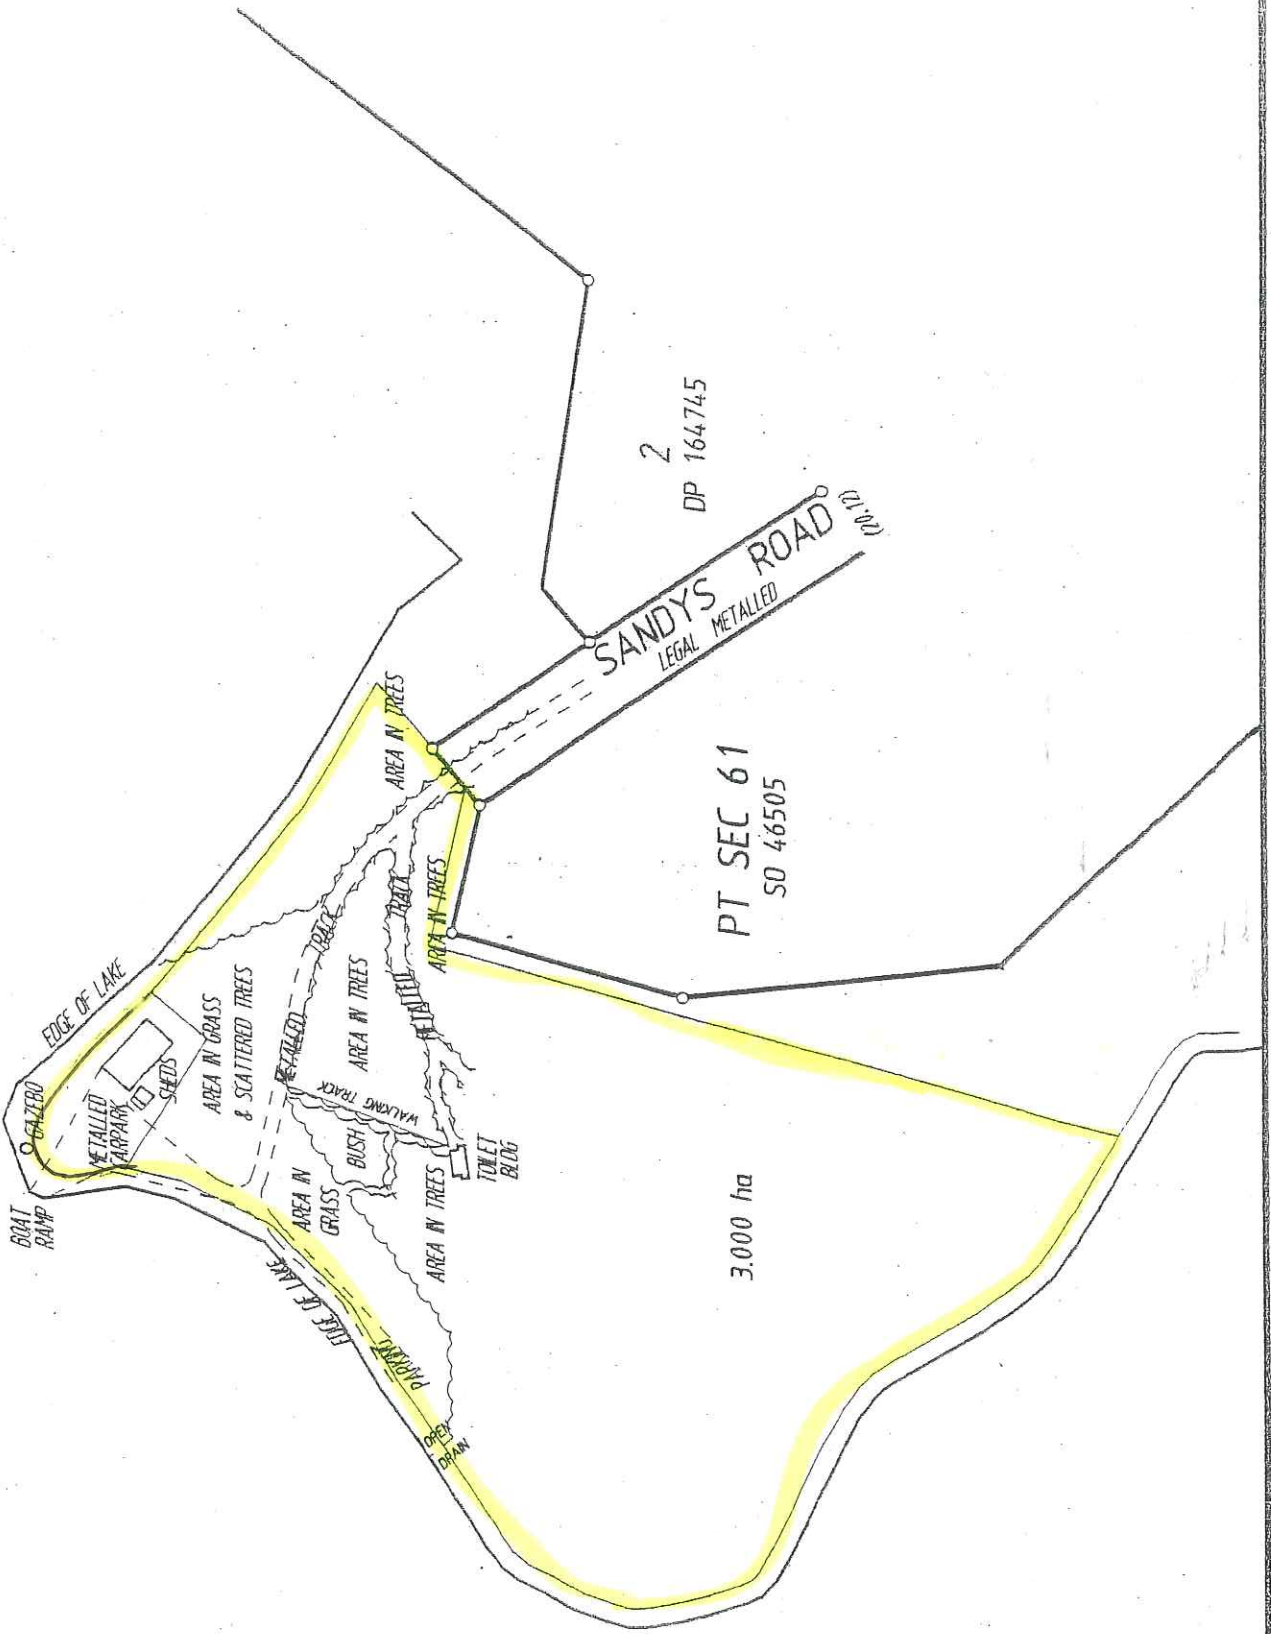 BOAT
RAMP
GAZEBO
EDGE OF LAKE
METALLED
CARPARK
SHEDS
AREA IN GRASS
& SCATTERED TREES
METALLED TRACK
AREA IN TREES
AREA IN TREES
METALLED TRACK
AREA IN TREES
WALKING TRACK
BUSH
AREA IN
GRASS
AREA IN TREES
TOILET
BLDG
EDGE OF LAKE
PARKING
OPEN
DRAIN
3.000 ha
SANDYS ROAD
LEGAL METALLED
(20.12)
2
DP 164745
PT SEC 61
SO 46505